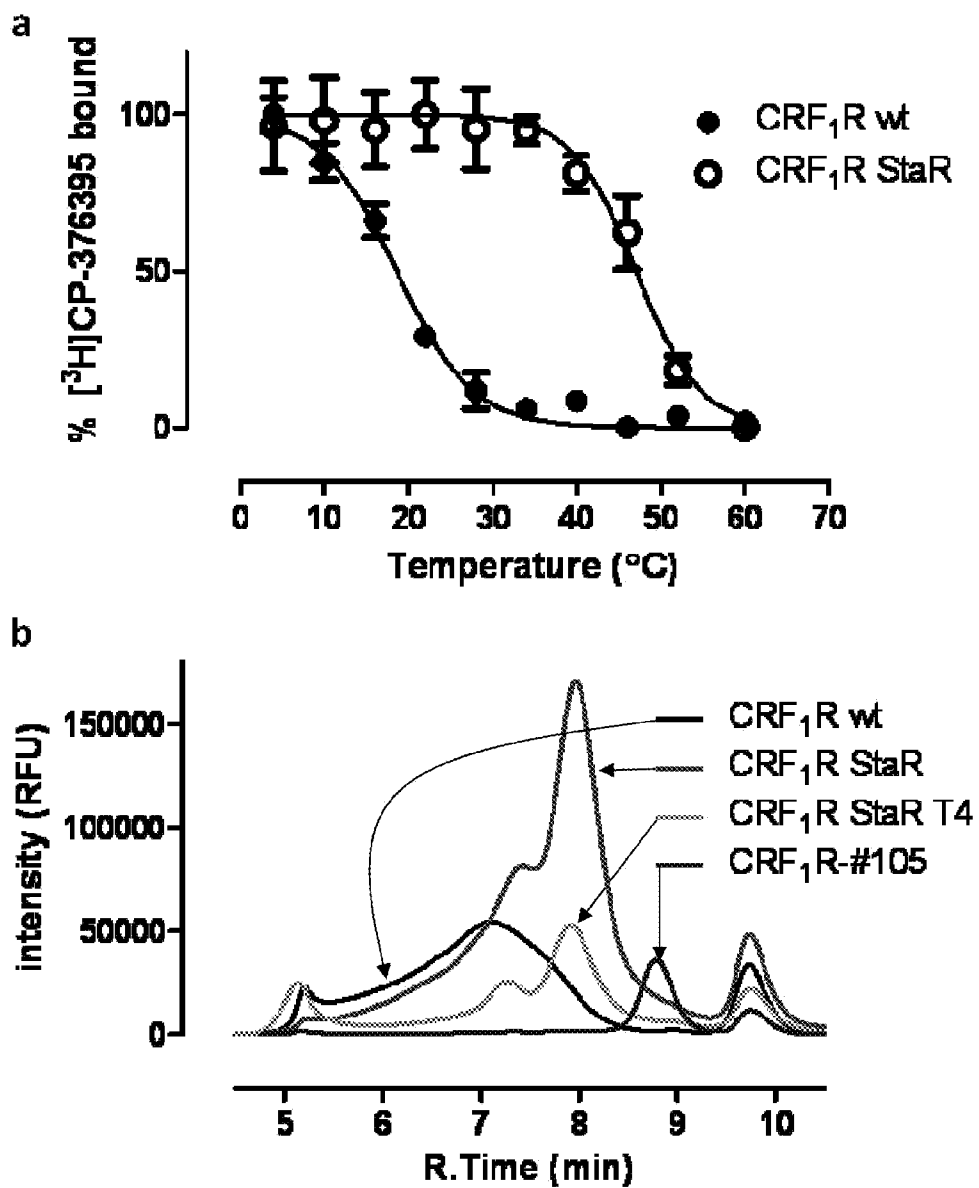 a
% [³H]CP-376395 bound
100
50
0
CRF₁R wt
CRF₁R StaR
0 10 20 30 40 50 60 70
Temperature (°C)
b
intensity (RFU)
150000
100000
50000
0
CRF₁R wt
CRF₁R StaR
CRF₁R StaR T4
CRF₁R-#105
5 6 7 8 9 10
R.Time (min)